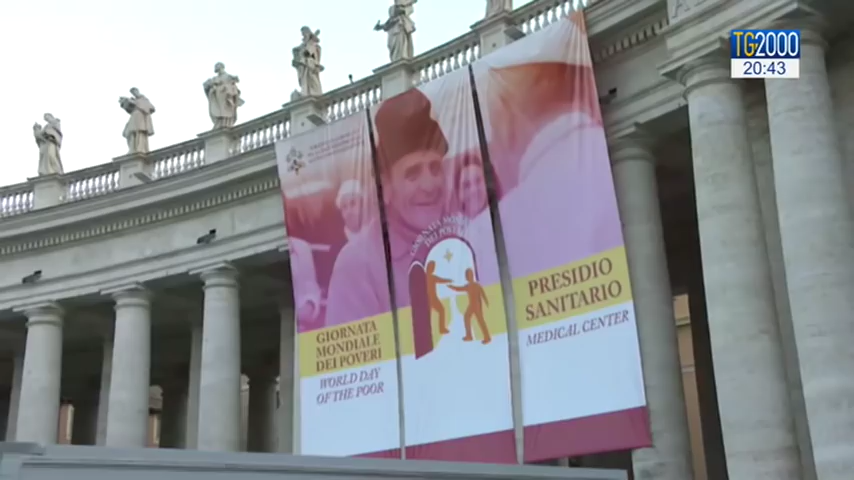 TG2000
20:43
GIORNATA
MONDIALE
DEI POVERI
WORLD DAY
OF THE POOR
GIORNATA MONDIALE
DEI POVERI
PRESIDIO
SANITARIO
MEDICAL CENTER